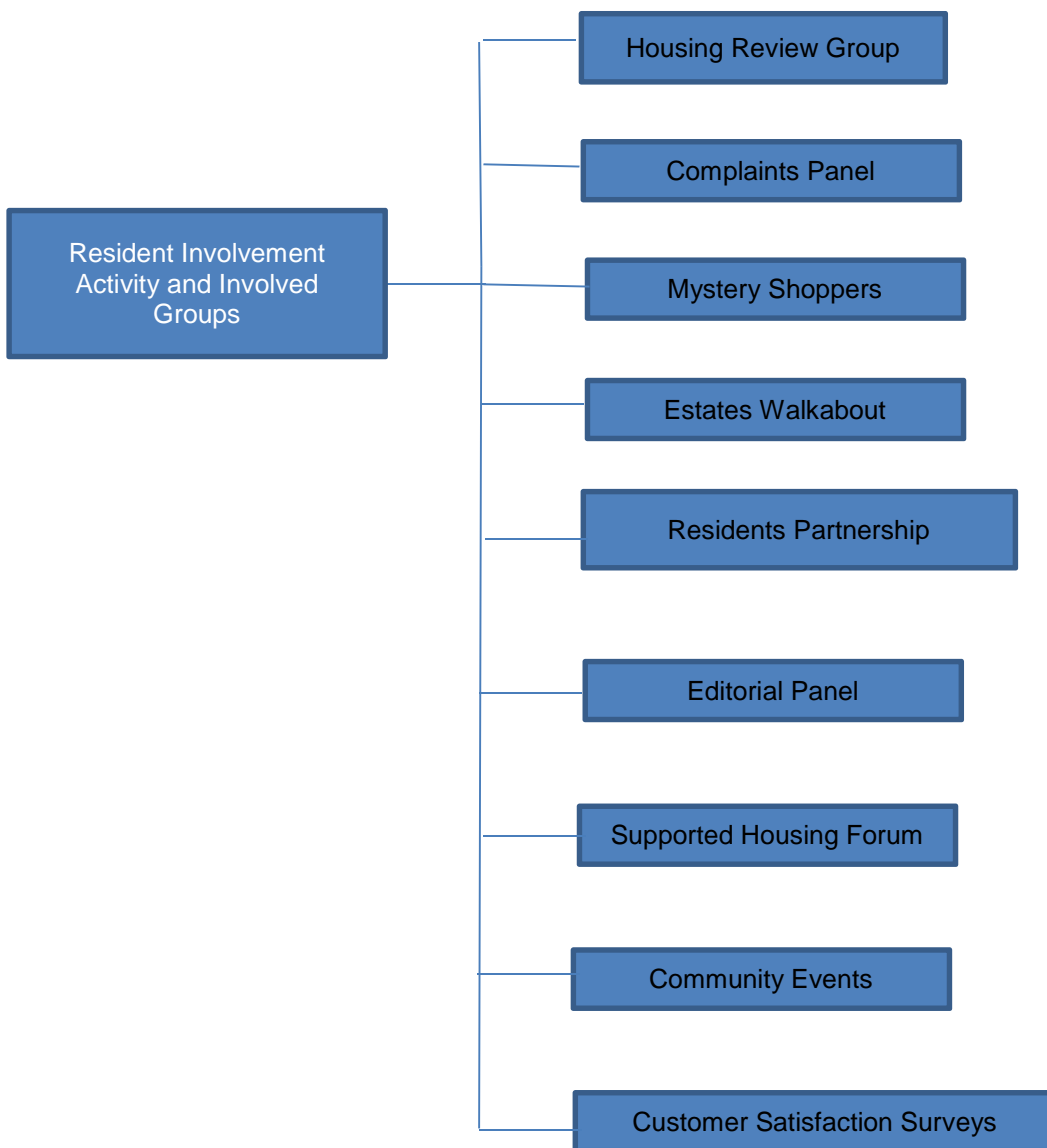 Housing Review Group
Complaints Panel
Resident Involvement
Activity and Involved
Groups
Mystery Shoppers
Estates Walkabout
Residents Partnership
Editorial Panel
Supported Housing Forum
Community Events
Customer Satisfaction Surveys